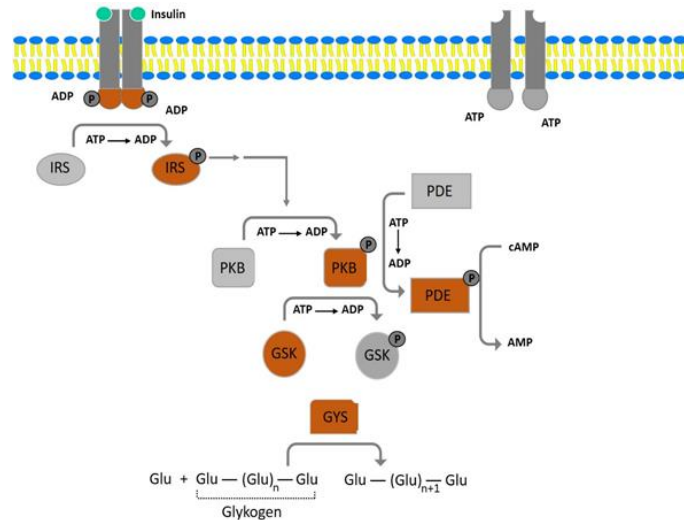 Insulin
ADP P P ADP
ATP ATP
ATP → ADP
IRS IRS P
PDE
ATP → ADP
PKB PKB P
ATP
↓
ADP
cAMP
PDE P
AMP
ATP → ADP
GSK GSK P
GYS
Glu + Glu — (Glu)n — Glu Glu — (Glu)n+1 — Glu
Glykogen